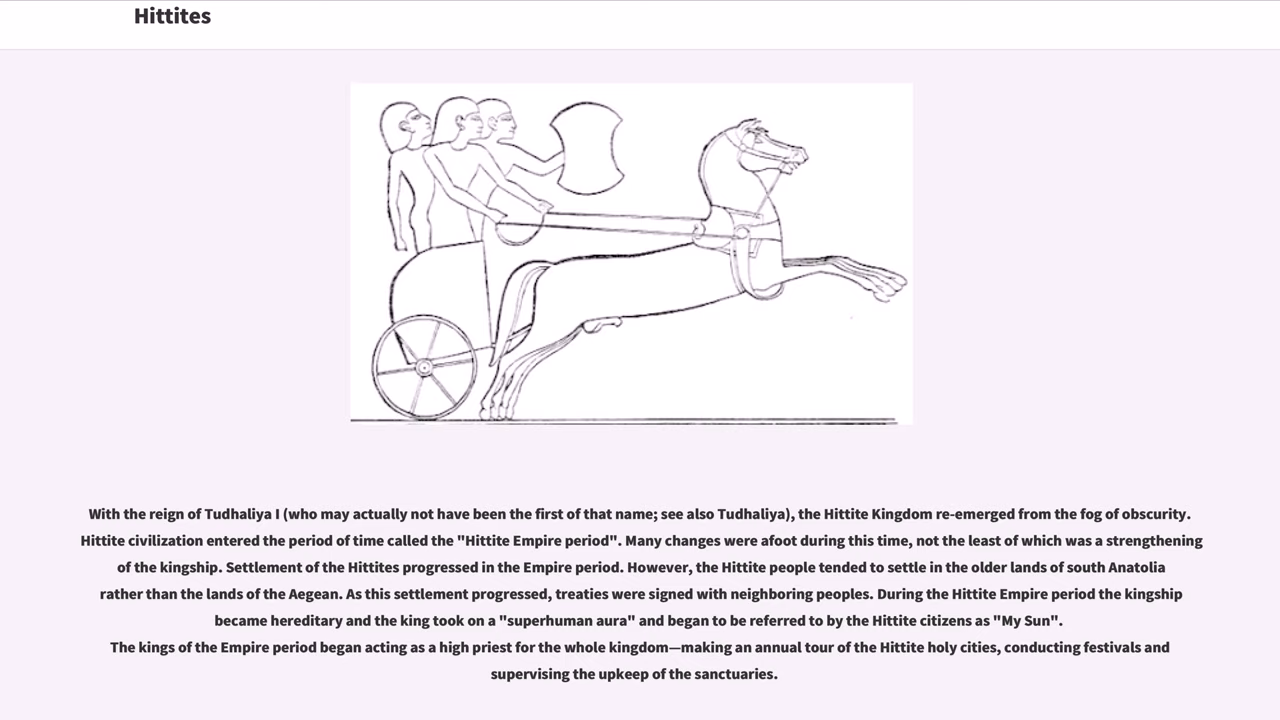 Hittites
With the reign of Tudhaliya I (who may actually not have been the first of that name; see also Tudhaliya), the Hittite Kingdom re-emerged from the fog of obscurity.
Hittite civilization entered the period of time called the "Hittite Empire period". Many changes were afoot during this time, not the least of which was a strengthening
of the kingship. Settlement of the Hittites progressed in the Empire period. However, the Hittite people tended to settle in the older lands of south Anatolia
rather than the lands of the Aegean. As this settlement progressed, treaties were signed with neighboring peoples. During the Hittite Empire period the kingship
became hereditary and the king took on a "superhuman aura" and began to be referred to by the Hittite citizens as "My Sun".
The kings of the Empire period began acting as a high priest for the whole kingdom—making an annual tour of the Hittite holy cities, conducting festivals and
supervising the upkeep of the sanctuaries.